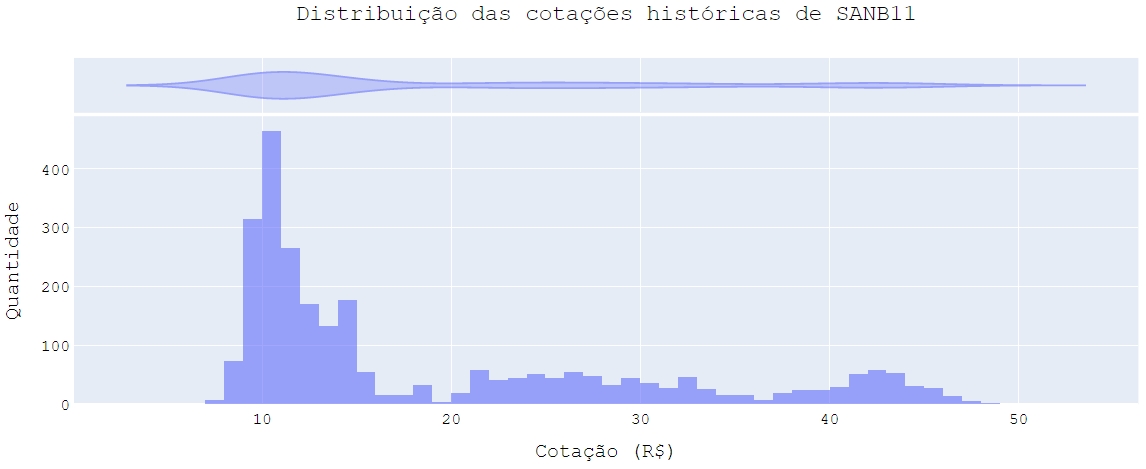 Distribuição das cotações históricas de SANB11
Quantidade
400
300
200
100
0
10 20 30 40 50
Cotação (R$)